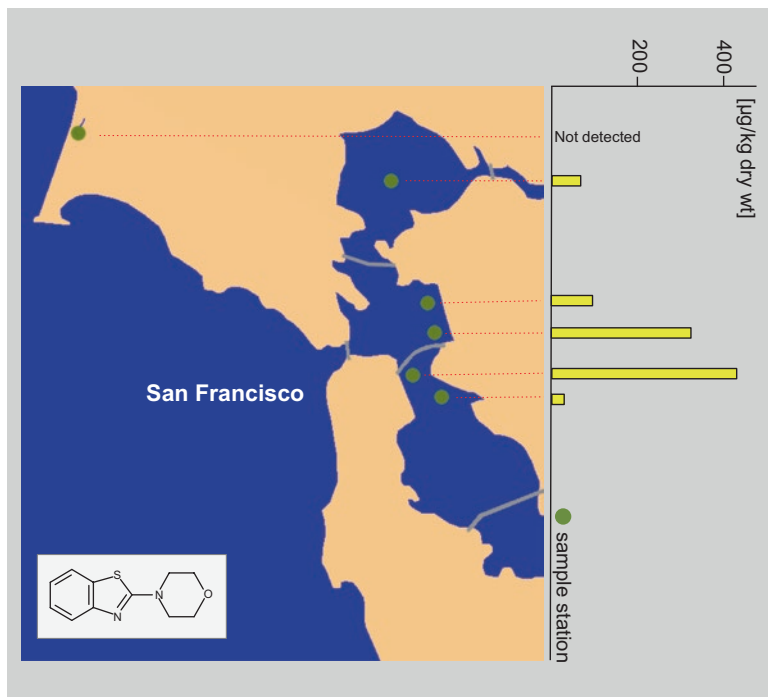 200
400
[µg/kg dry wt]
Not detected
San Francisco
sample station
S
N
N
O